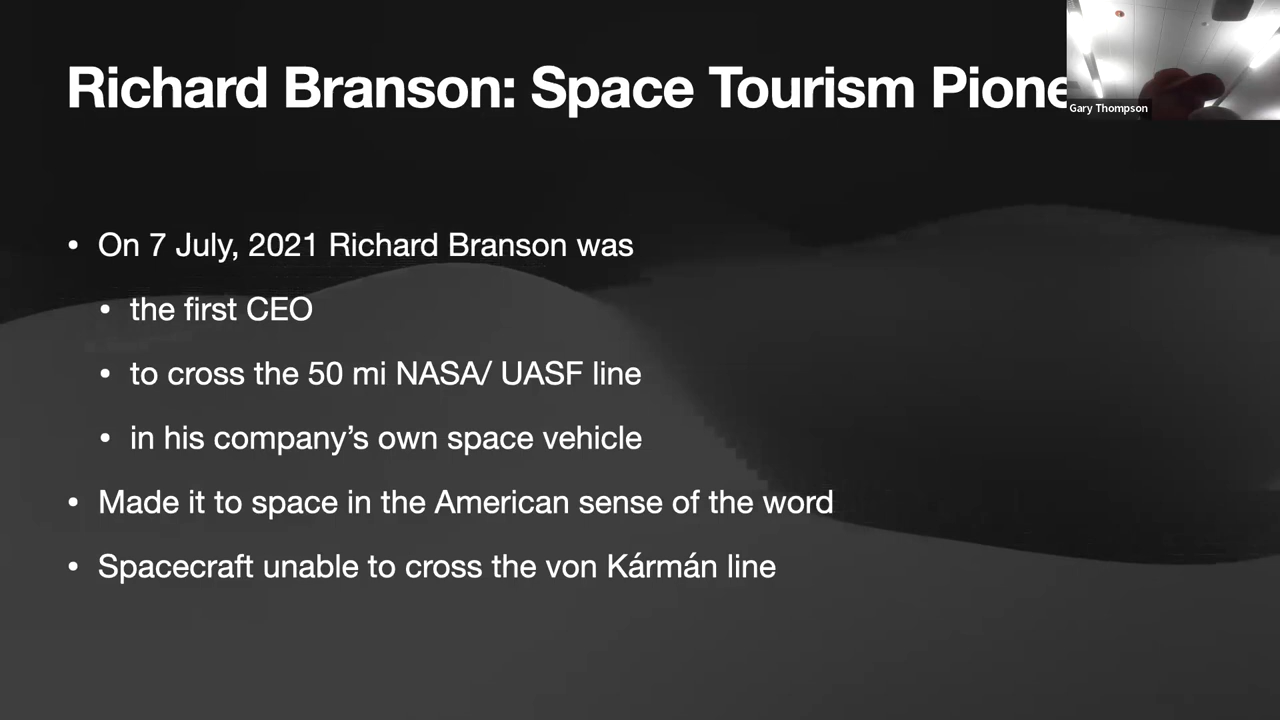 Richard Branson: Space Tourism Pione
Gary Thompson
• On 7 July, 2021 Richard Branson was
• the first CEO
• to cross the 50 mi NASA/ UASF line
• in his company’s own space vehicle
• Made it to space in the American sense of the word
• Spacecraft unable to cross the von Kármán line